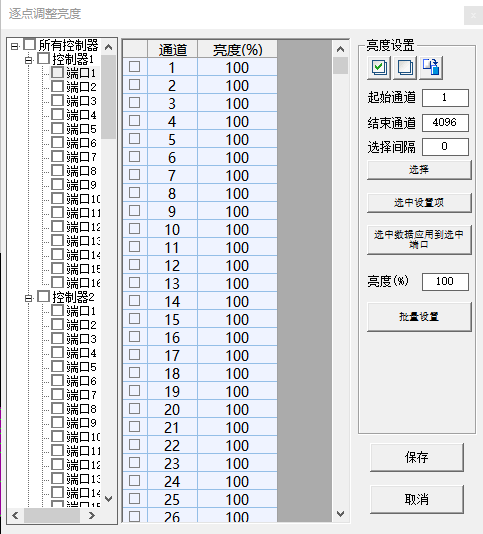 逐点调整亮度
所有控制器
控制器1
端口1
端口2
端口3
端口4
端口5
端口6
端口7
端口8
端口9
端口10
端口11
端口12
端口13
端口14
端口15
端口16
控制器2
端口1
端口2
端口3
端口4
端口5
端口6
端口7
端口8
端口9
端口10
端口11
端口12
端口13
端口14
通道 亮度(%)
1 100
2 100
3 100
4 100
5 100
6 100
7 100
8 100
9 100
10 100
11 100
12 100
13 100
14 100
15 100
16 100
17 100
18 100
19 100
20 100
21 100
22 100
23 100
24 100
25 100
26 100
亮度设置
起始通道 1
结束通道 4096
选择间隔 0
选择
选中设置项
选中数据应用到选中
端口
亮度(%) 100
批量设置
保存
取消